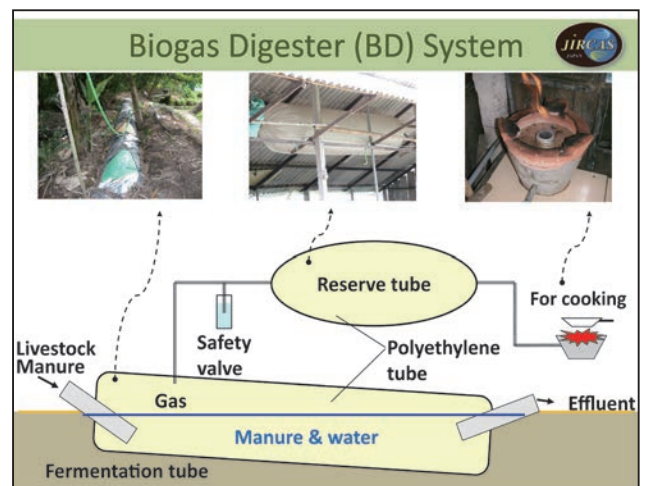 Biogas Digester (BD) System
JIRCAS
JAPAN
Reserve tube
For cooking
Livestock
Manure
Safety
valve
Polyethylene
tube
Gas
Effluent
Manure & water
Fermentation tube